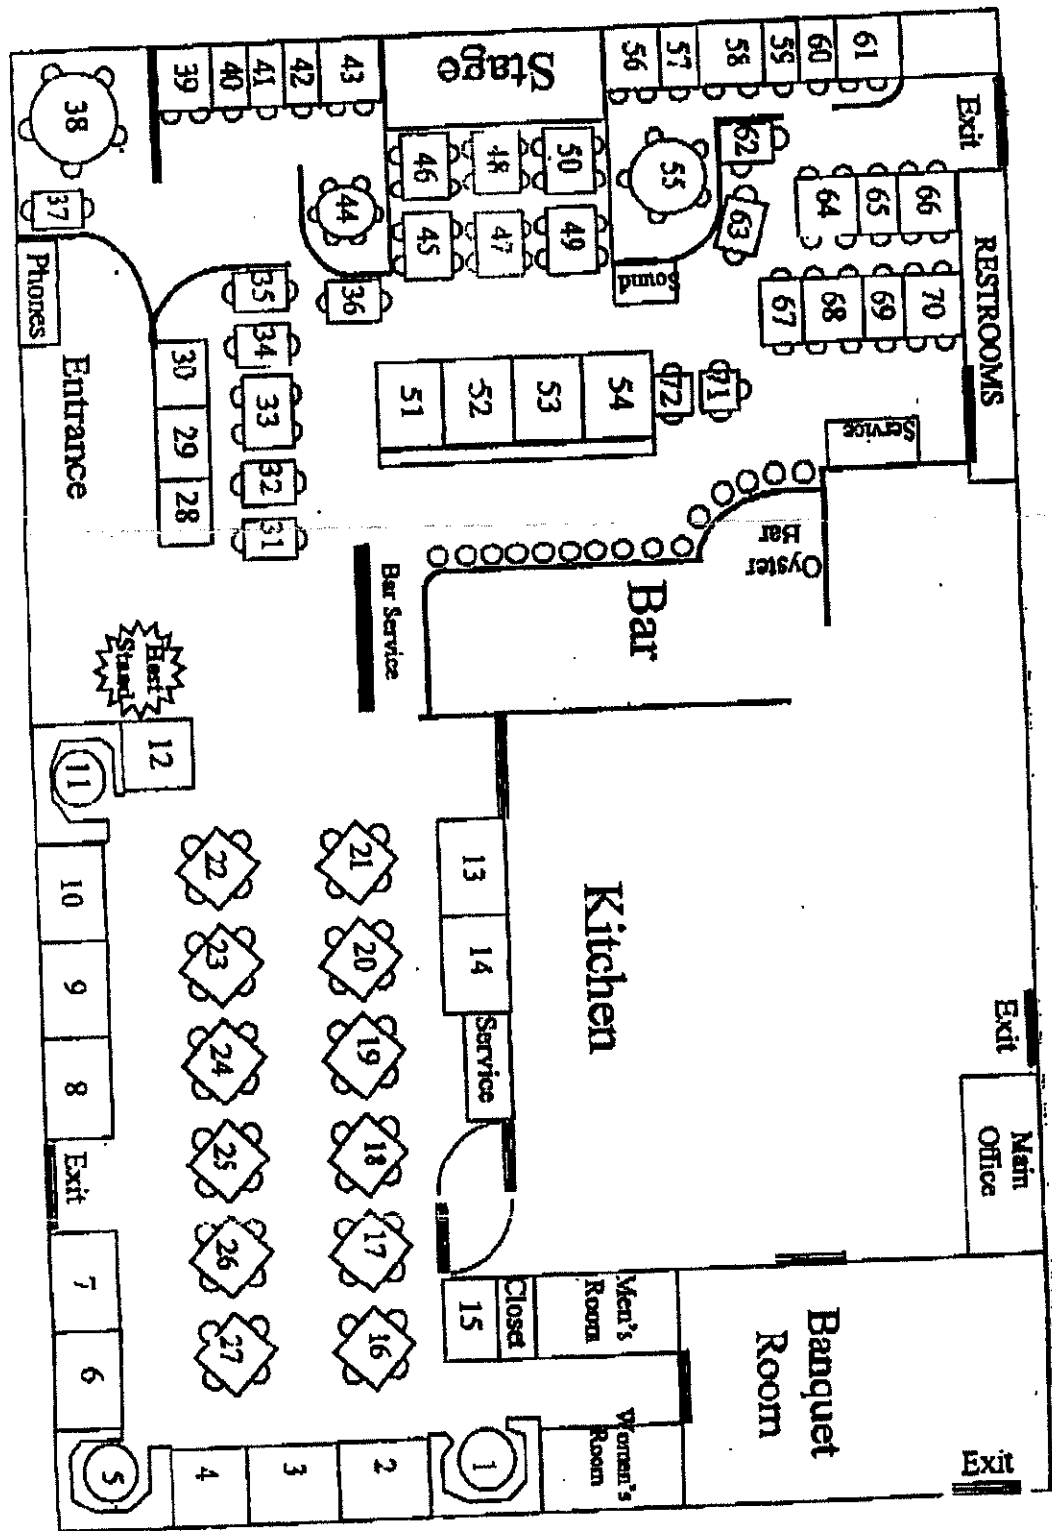 Stage
56
57
58
59
60
61
39
40
41
42
43
38
37
46
48
50
55
62
Exit
44
45
47
49
63
64
65
66
RESTROOMS
Phones
35
36
Sound
67
68
69
70
34
30
33
51
52
53
54
72
71
Entrance
29
32
Service
28
31
Oyster
Bar
Bar Service
Bar
Host
Stand
12
11
22
21
13
10
Kitchen
23
20
14
9
24
19
Service
Exit
8
25
18
Main
Office
Exit
26
17
7
15
Closet
Men's
Room
27
16
6
Banquet
Room
5
4
3
2
1
Women's
Room
Exit